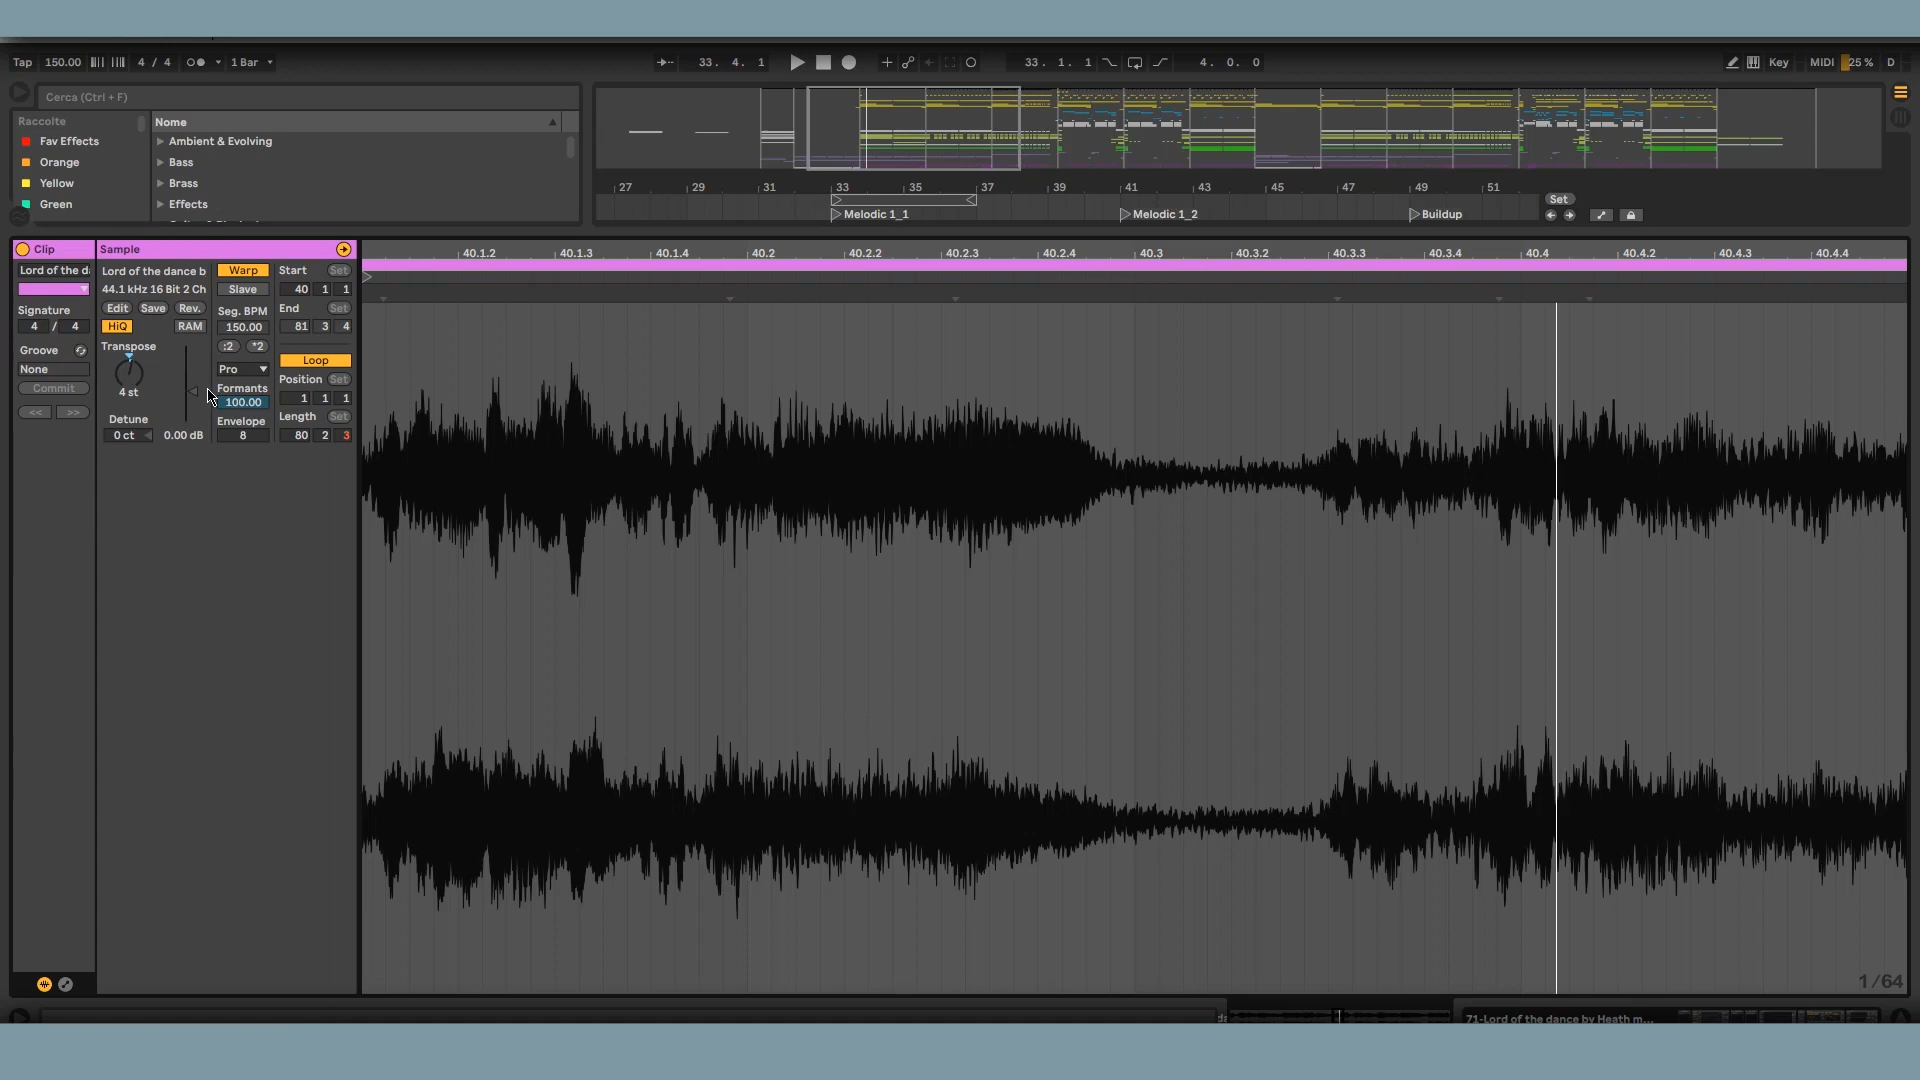 Tap 150.00 4 / 4 1 Bar 33. 4. 1 33. 1. 1 4. 0. 0 Key MIDI 25 % D
Cerca (Ctrl + F)
Raccolte
Fav Effects
Orange
Yellow
Green
Nome
Ambient & Evolving
Bass
Brass
Effects
27 29 31 33 35 37 39 41 43 45 47 49 51
Set
Melodic 1_1 Melodic 1_2 Buildup
Clip
Lord of the d
Signature
4 / 4
Groove
None
Commit
<< >>
Sample
Lord of the dance b
44.1 kHz 16 Bit 2 Ch
Edit Save Rev.
HiQ RAM
Transpose
4 st
Detune
0 ct 0.00 dB
Warp
Slave
Seg. BPM
150.00
:2 *2
Pro
Formants
100.00
Envelope
8
Start Set
40 1 1
End Set
81 3 4
Loop
Position Set
1 1 1
Length Set
80 2 3
40.1.2 40.1.3 40.1.4 40.2 40.2.2 40.2.3 40.2.4 40.3 40.3.2 40.3.3 40.3.4 40.4 40.4.2 40.4.3 40.4.4
1/64
71-Lord of the dance by Heath m...